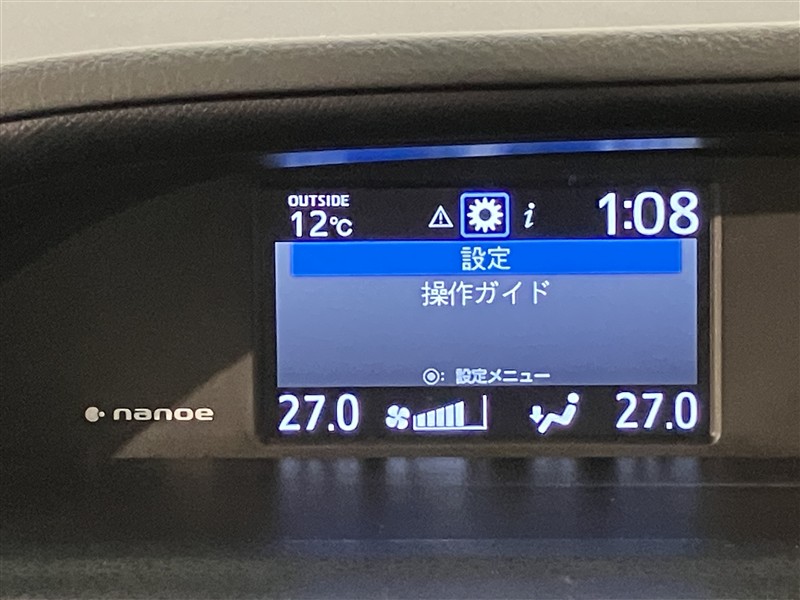 OUTSIDE
12℃
i
1:08
設定
操作ガイド
◉: 設定メニュー
27.0
27.0
nanoe